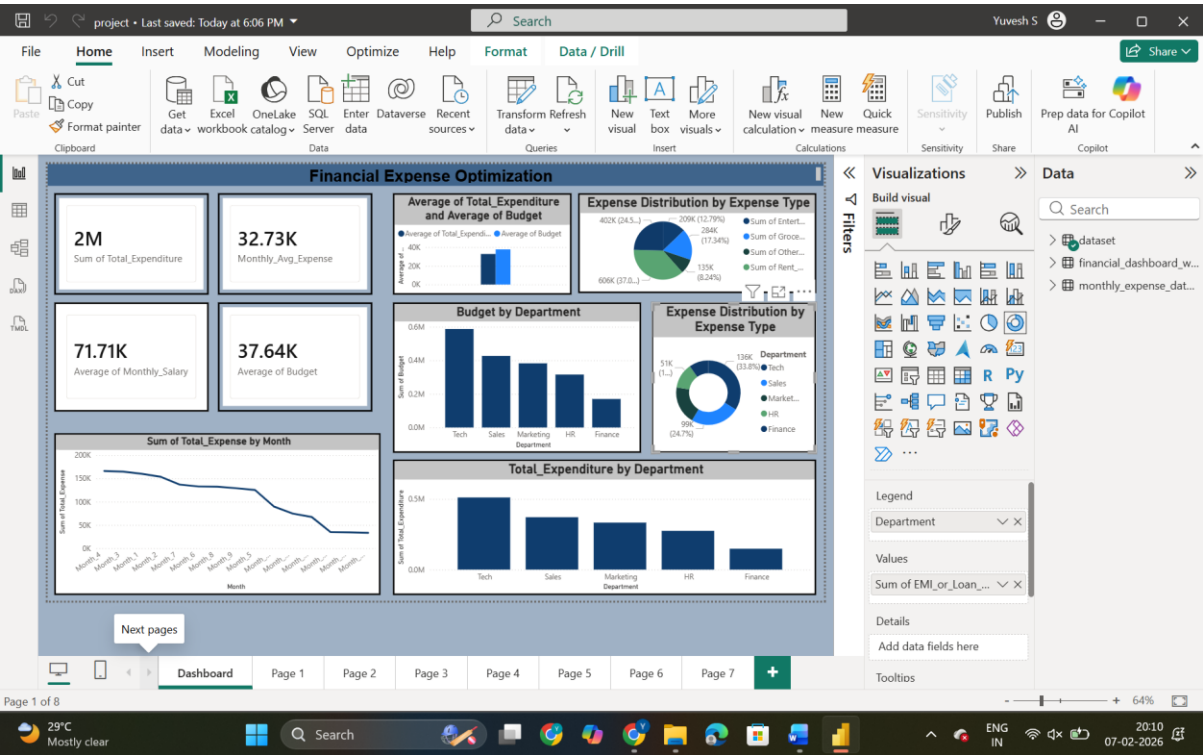 project • Last saved: Today at 6:06 PM
Search
Yuvesh S
File Home Insert Modeling View Optimize Help Format Data / Drill
Share
Paste
Cut
Copy
Format painter
Get data
Excel workbook
OneLake catalog
SQL Server
Enter data
Dataverse
Recent sources
Transform data
Refresh
New visual
Text box
More visuals
New visual calculation
New measure
Quick measure
Sensitivity
Publish
Prep data for AI
Copilot
Clipboard Data Queries Insert Calculations Sensitivity Share Copilot
Financial Expense Optimization
2M
Sum of Total_Expenditure
32.73K
Monthly_Avg_Expense
71.71K
Average of Monthly_Salary
37.64K
Average of Budget
Average of Total_Expenditure
and Average of Budget
Average of Total_Expendi... Average of Budget
Average of ...
40K
20K
0K
Expense Distribution by Expense Type
402K (24.5...)
209K (12.79%)
284K
(17.34%)
135K
(8.24%)
606K (37.0...)
Sum of Entert...
Sum of Groce...
Sum of Other...
Sum of Rent_...
Budget by Department
Sum of Budget
0.6M
0.4M
0.2M
0.0M
Tech Sales Marketing HR Finance
Department
Expense Distribution by
Expense Type
51K
(1...)
136K
(33.8%)
99K
(24.7%)
Department
Tech
Sales
Market...
HR
Finance
Sum of Total_Expense by Month
Sum of Total_Expense
200K
150K
100K
50K
0K
Month_4 Month_3 Month_1 Month_2 Month_7 Month_6 Month_8 Month_9 Month_5 Month_... Month_... Month_... Month_... Month_... Month_...
Month
Total_Expenditure by Department
Sum of Total_Expenditure
0.5M
0.0M
Tech Sales Marketing HR Finance
Department
Filters
Visualizations
Build visual
R Py
Legend
Department
Values
Sum of EMI_or_Loan_...
Details
Add data fields here
Tooltips
Data
Search
dataset
financial_dashboard_w...
monthly_expense_dat...
DAX
TMDL
Next pages
Dashboard Page 1 Page 2 Page 3 Page 4 Page 5 Page 6 Page 7
Page 1 of 8
64%
29°C
Mostly clear
Search
ENG
IN
20:10
07-02-2026